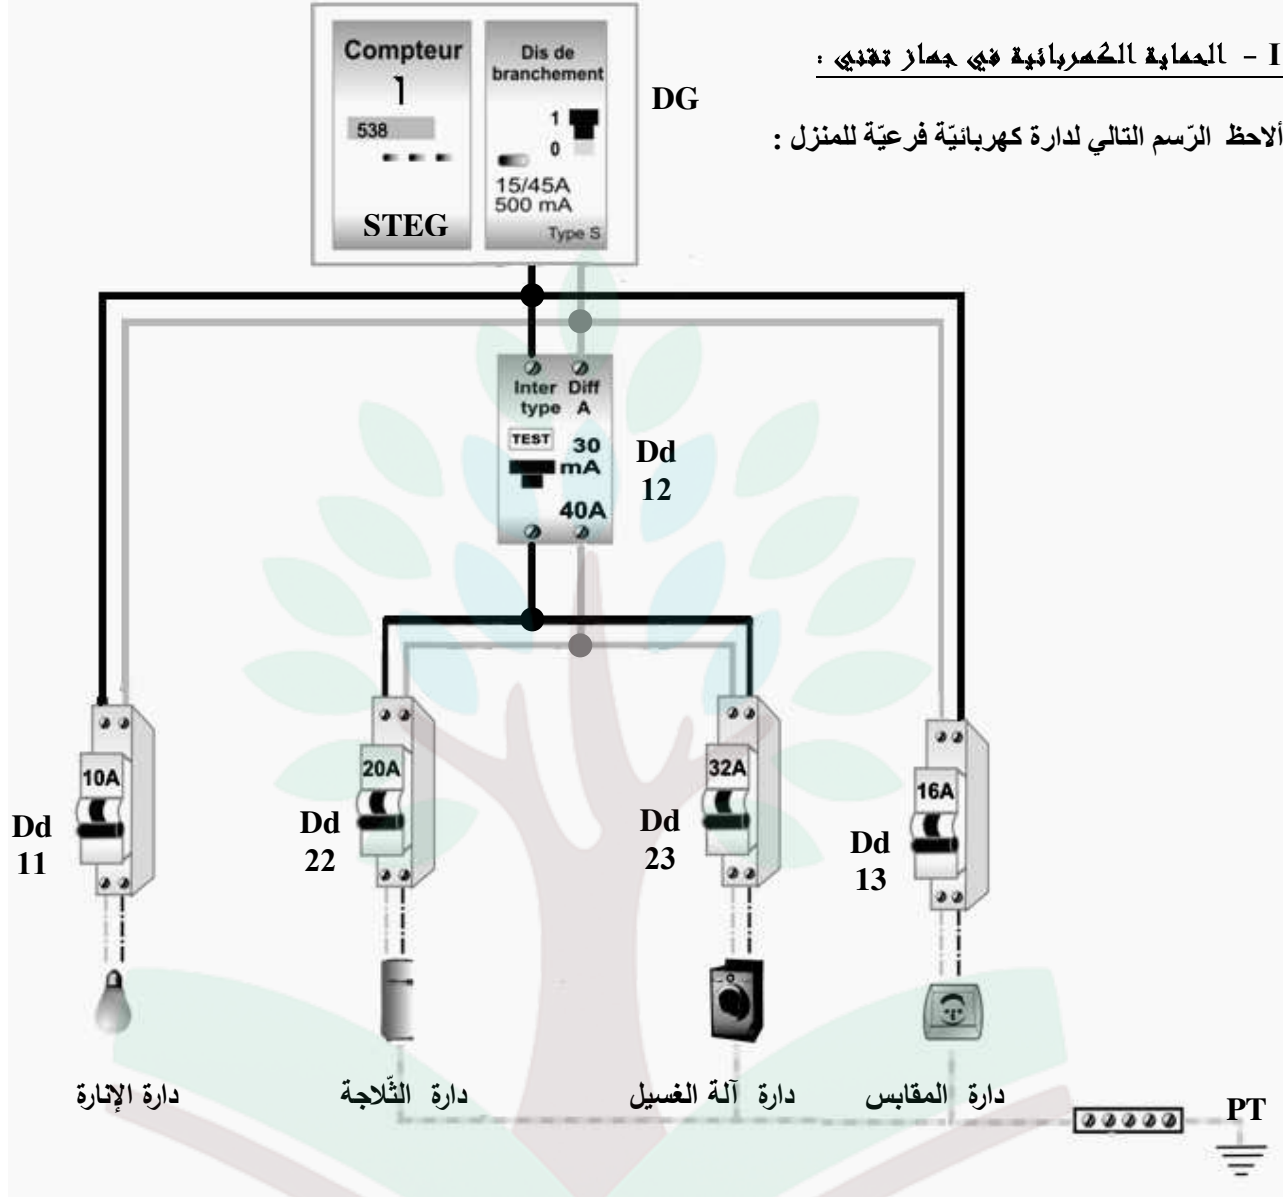 I - الحماية الكهربائية في جهاز تقني :
ألاحظ الرّسم التالي لدارة كهربائيّة فرعيّة للمنزل :
Compteur
1
538
STEG
Dis de
branchement
1
0
15/45A
500 mA
Type S
DG
Inter Diff
type A
TEST
30
mA
40A
Dd
12
10A
Dd
11
20A
Dd
22
32A
Dd
23
16A
Dd
13
دارة الإنارة
دارة الثّلاجة
دارة آلة الغسيل
دارة المقابس
PT